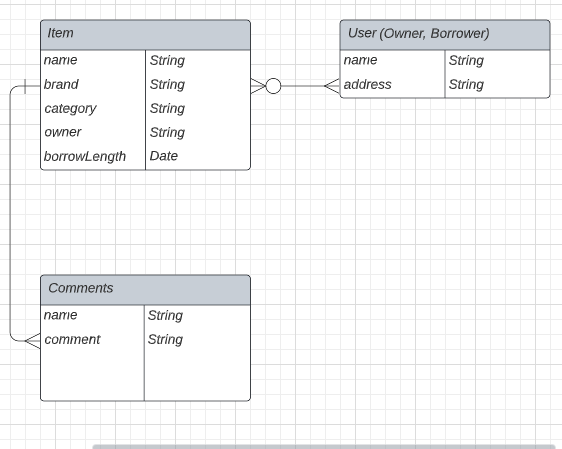 Item
name String
brand String
category String
owner String
borrowLength Date
User (Owner, Borrower)
name String
address String
Comments
name String
comment String